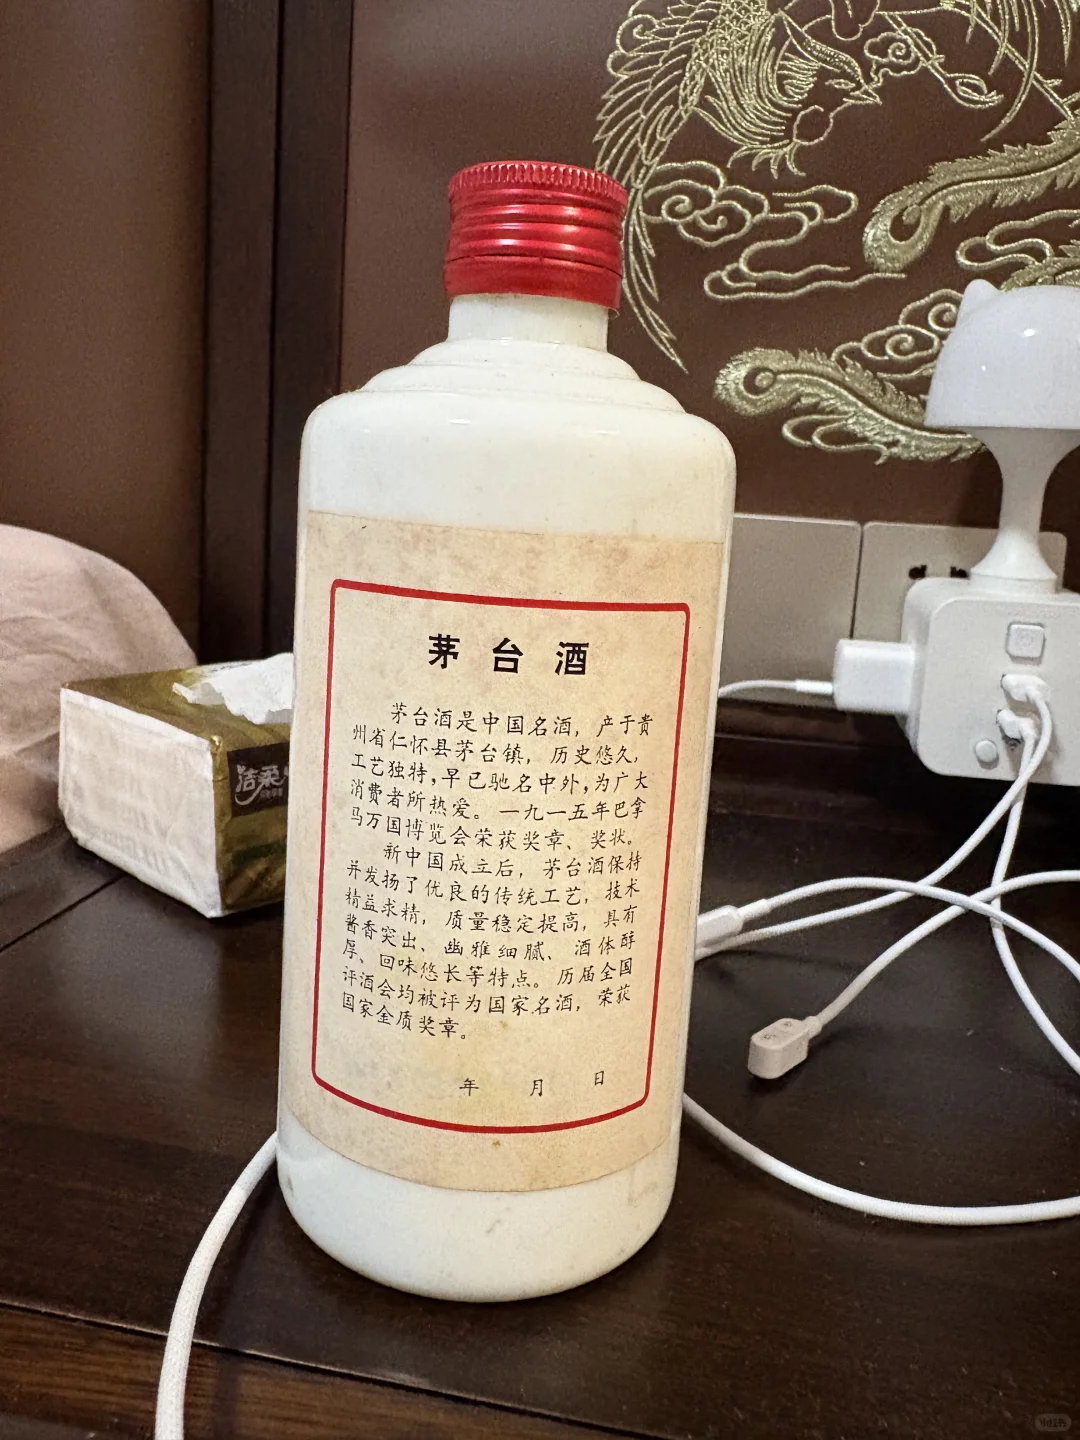 茅台酒
茅台酒是中国名酒，产于贵
州省仁怀县茅台镇，历史悠久，
工艺独特，早已驰名中外，为广大
消费者所热爱。一九一五年巴拿
马万国博览会荣获奖章、奖状。
新中国成立后，茅台酒保持
并发扬了优良的传统工艺，技术
精益求精，质量稳定提高，具有
酱香突出、幽雅细腻、酒体醇
厚、回味悠长等特点。历届全国
评酒会均被评为国家名酒，荣获
国家金质奖章。
年 月 日
洁柔
小红书